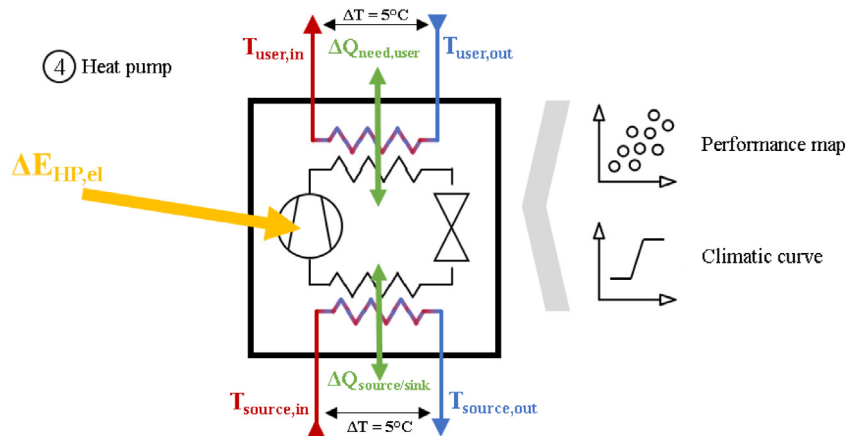 ΔT = 5°C
T_user,in
ΔQ_need,user
T_user,out
4 Heat pump
ΔE_HP,el
Performance map
Climatic curve
ΔQ_source/sink
T_source,in
T_source,out
ΔT = 5°C